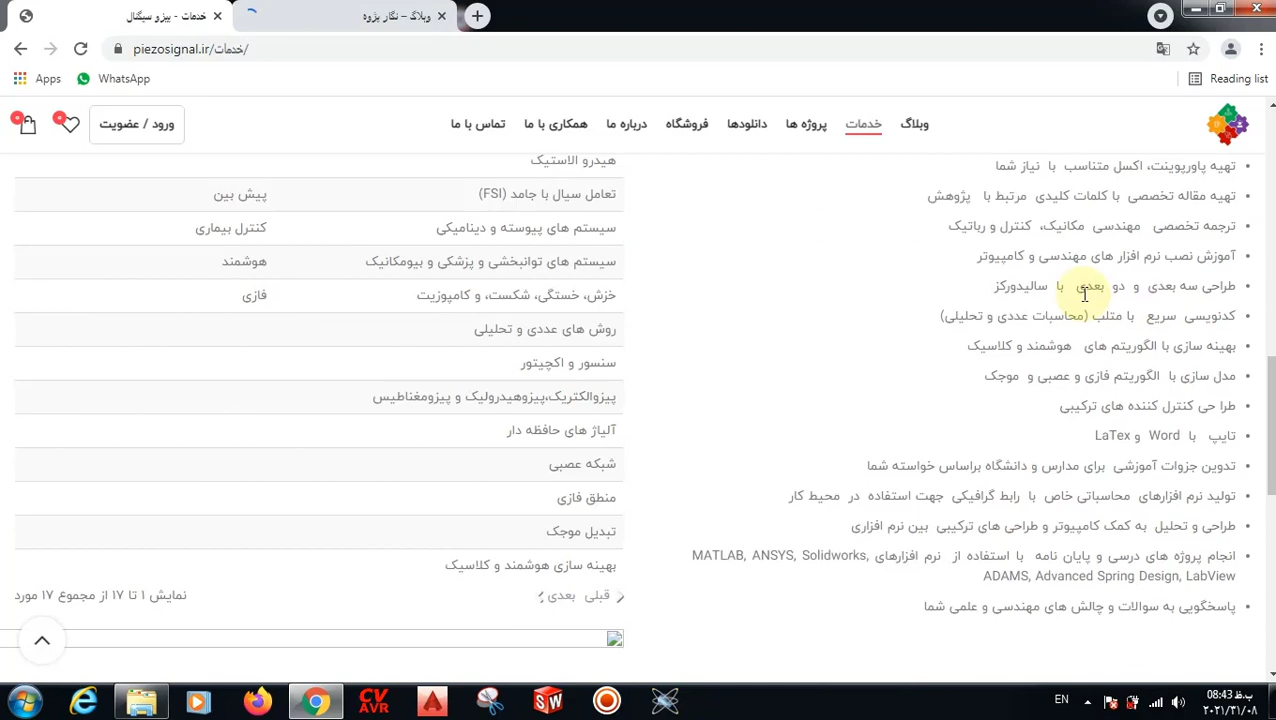 خدمات - پیزو سیگنال
وبلاگ – نگار پژوه
piezosignal.ir/خدمات/
Apps
WhatsApp
Reading list
وبلاگ
خدمات
پروژه ها
دانلودها
فروشگاه
درباره ما
همکاری با ما
تماس با ما
ورود / عضویت
تهیه پاورپوینت، اکسل متناسب با نیاز شما
تهیه مقاله تخصصی با کلمات کلیدی مرتبط با پژوهش
ترجمه تخصصی مهندسی مکانیک، کنترل و رباتیک
آموزش نصب نرم افزار های مهندسی و کامپیوتر
طراحی سه بعدی و دو بعدی با سالیدورکز
کدنویسی سریع با متلب (محاسبات عددی و تحلیلی)
بهینه سازی با الگوریتم های هوشمند و کلاسیک
مدل سازی با الگوریتم فازی و عصبی و موجک
طرا حی کنترل کننده های ترکیبی
تایپ با Word و LaTex
تدوین جزوات آموزشی برای مدارس و دانشگاه براساس خواسته شما
تولید نرم افزارهای محاسباتی خاص با رابط گرافیکی جهت استفاده در محیط کار
طراحی و تحلیل به کمک کامپیوتر و طراحی های ترکیبی بین نرم افزاری
انجام پروژه های درسی و پایان نامه با استفاده از نرم افزارهای MATLAB, ANSYS, Solidworks,
ADAMS, Advanced Spring Design, LabView
پاسخگویی به سوالات و چالش های مهندسی و علمی شما
هیدرو الاستیک
تعامل سیال با جامد (FSI) پیش بین
سیستم های پیوسته و دینامیکی کنترل بیماری
سیستم های توانبخشی و پزشکی و بیومکانیک هوشمند
خزش، خستگی، شکست، و کامپوزیت فازی
روش های عددی و تحلیلی
سنسور و اکچیتور
پیزوالکتریک،پیزوهیدرولیک و پیزومغناطیس
آلیاژ های حافظه دار
شبکه عصبی
منطق فازی
تبدیل موجک
بهینه سازی هوشمند و کلاسیک
قبلی بعدی
نمایش ۱ تا ۱۷ از مجموع ۱۷ مورد
CV
AVR
SW
EN
08:43 ب.ظ
۲۰۲۱/۳۱/۰۸